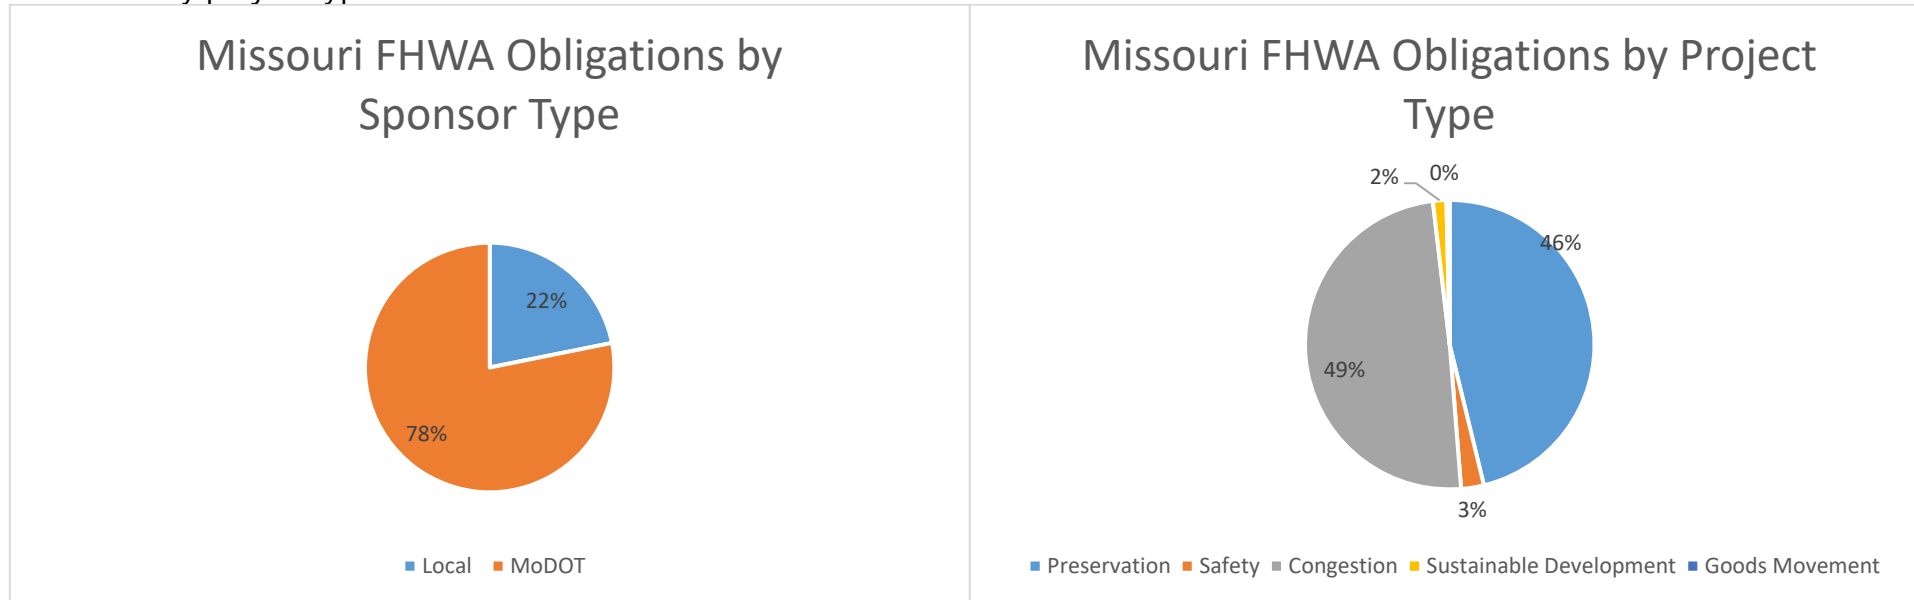 Missouri FHWA Obligations by
Sponsor Type
22%
78%
Local MoDOT
Missouri FHWA Obligations by Project
Type
2% 0%
46%
49%
3%
Preservation Safety Congestion Sustainable Development Goods Movement